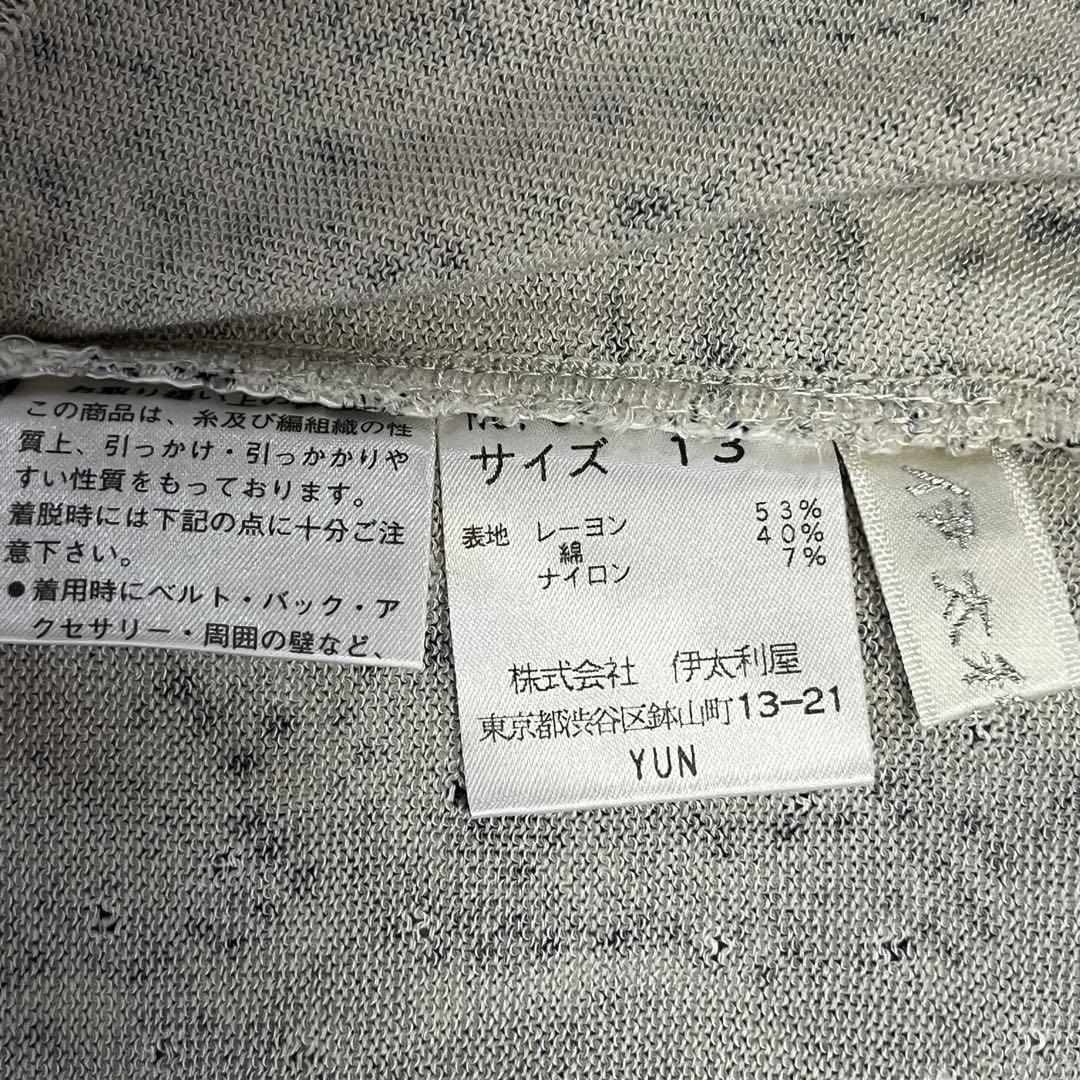 この商品は、糸及び編組織の性
質上、引っかけ・引っかかりや
すい性質をもっております。
着脱時には下記の点に十分ご注
意下さい。
●着用時にベルト・バック・ア
クセサリー・周囲の壁など、
サイズ 13
表地 レーヨン 53%
綿 40%
ナイロン 7%
株式会社 伊太利屋
東京都渋谷区鉢山町13-21
YUN